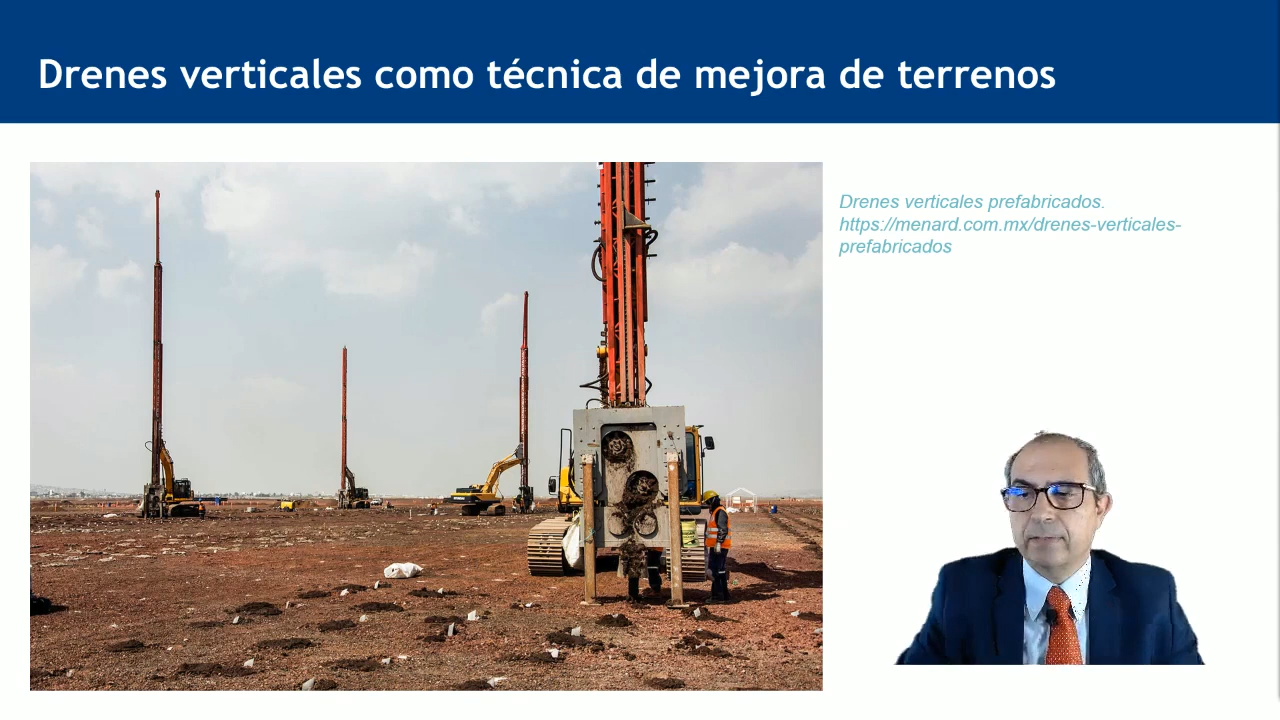 Drenes verticales como técnica de mejora de terrenos
Drenes verticales prefabricados.
https://menard.com.mx/drenes-verticales-
prefabricados